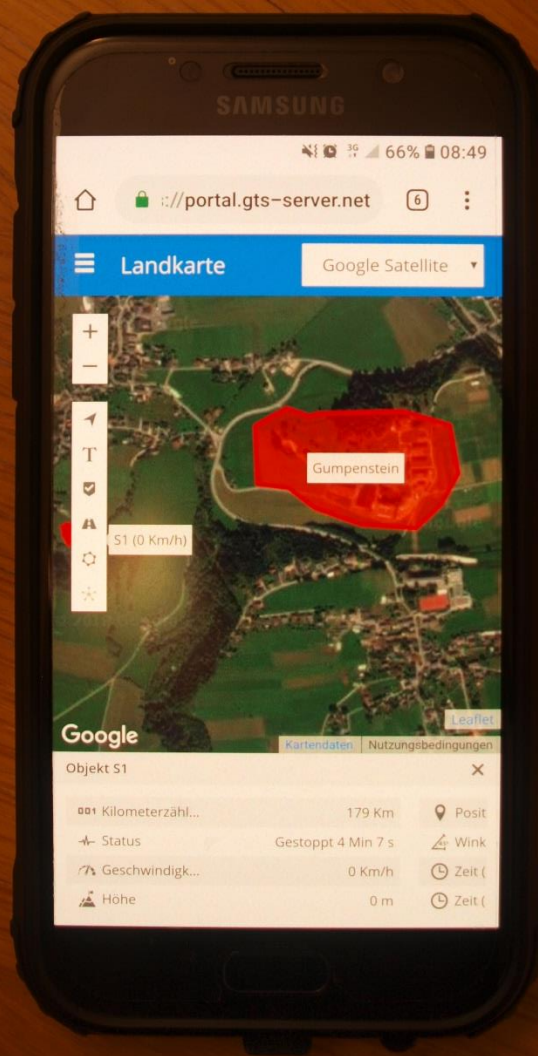 SAMSUNG
3G 66% 08:49
://portal.gts-server.net 6
Landkarte Google Satellite
+
−
T
Gumpenstein
S1 (0 Km/h)
Leaflet
Google Kartendaten Nutzungsbedingungen
Objekt S1 ×
001 Kilometerzähl... 179 Km Posit
Status Gestoppt 4 Min 7 s Wink
Geschwindigk... 0 Km/h Zeit (
Höhe 0 m Zeit (